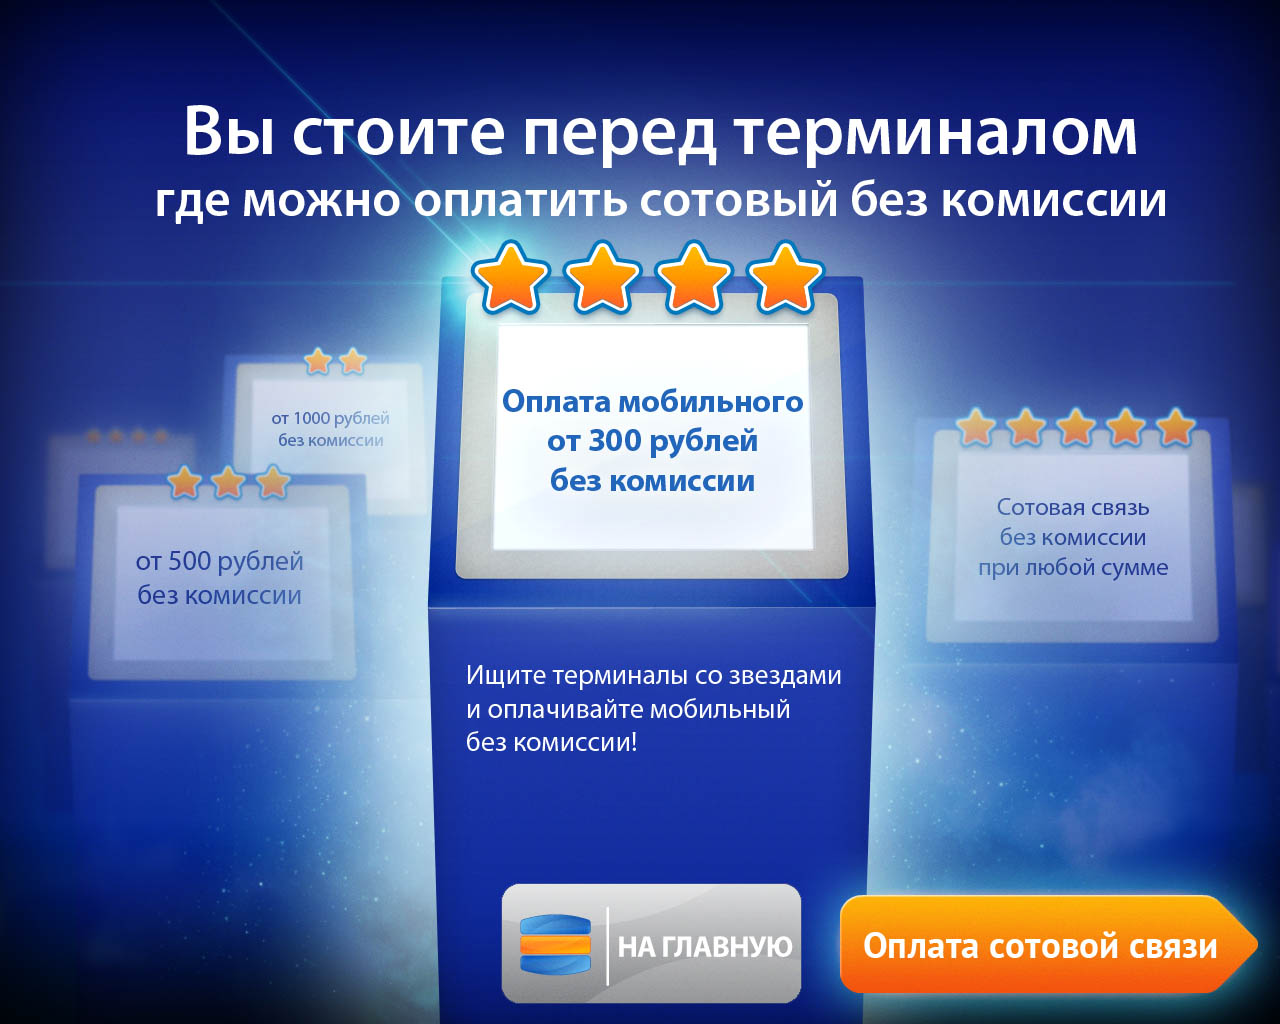 Вы стоите перед терминалом
где можно оплатить сотовый без комиссии
от 1000 рублей
без комиссии
от 500 рублей
без комиссии
Оплата мобильного
от 300 рублей
без комиссии
Сотовая связь
без комиссии
при любой сумме
Ищите терминалы со звездами
и оплачивайте мобильный
без комиссии!
НА ГЛАВНУЮ
Оплата сотовой связи